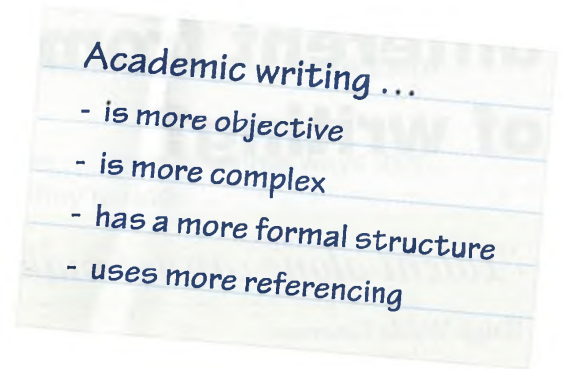 Academic writing ...
- is more objective
- is more complex
- has a more formal structure
- uses more referencing